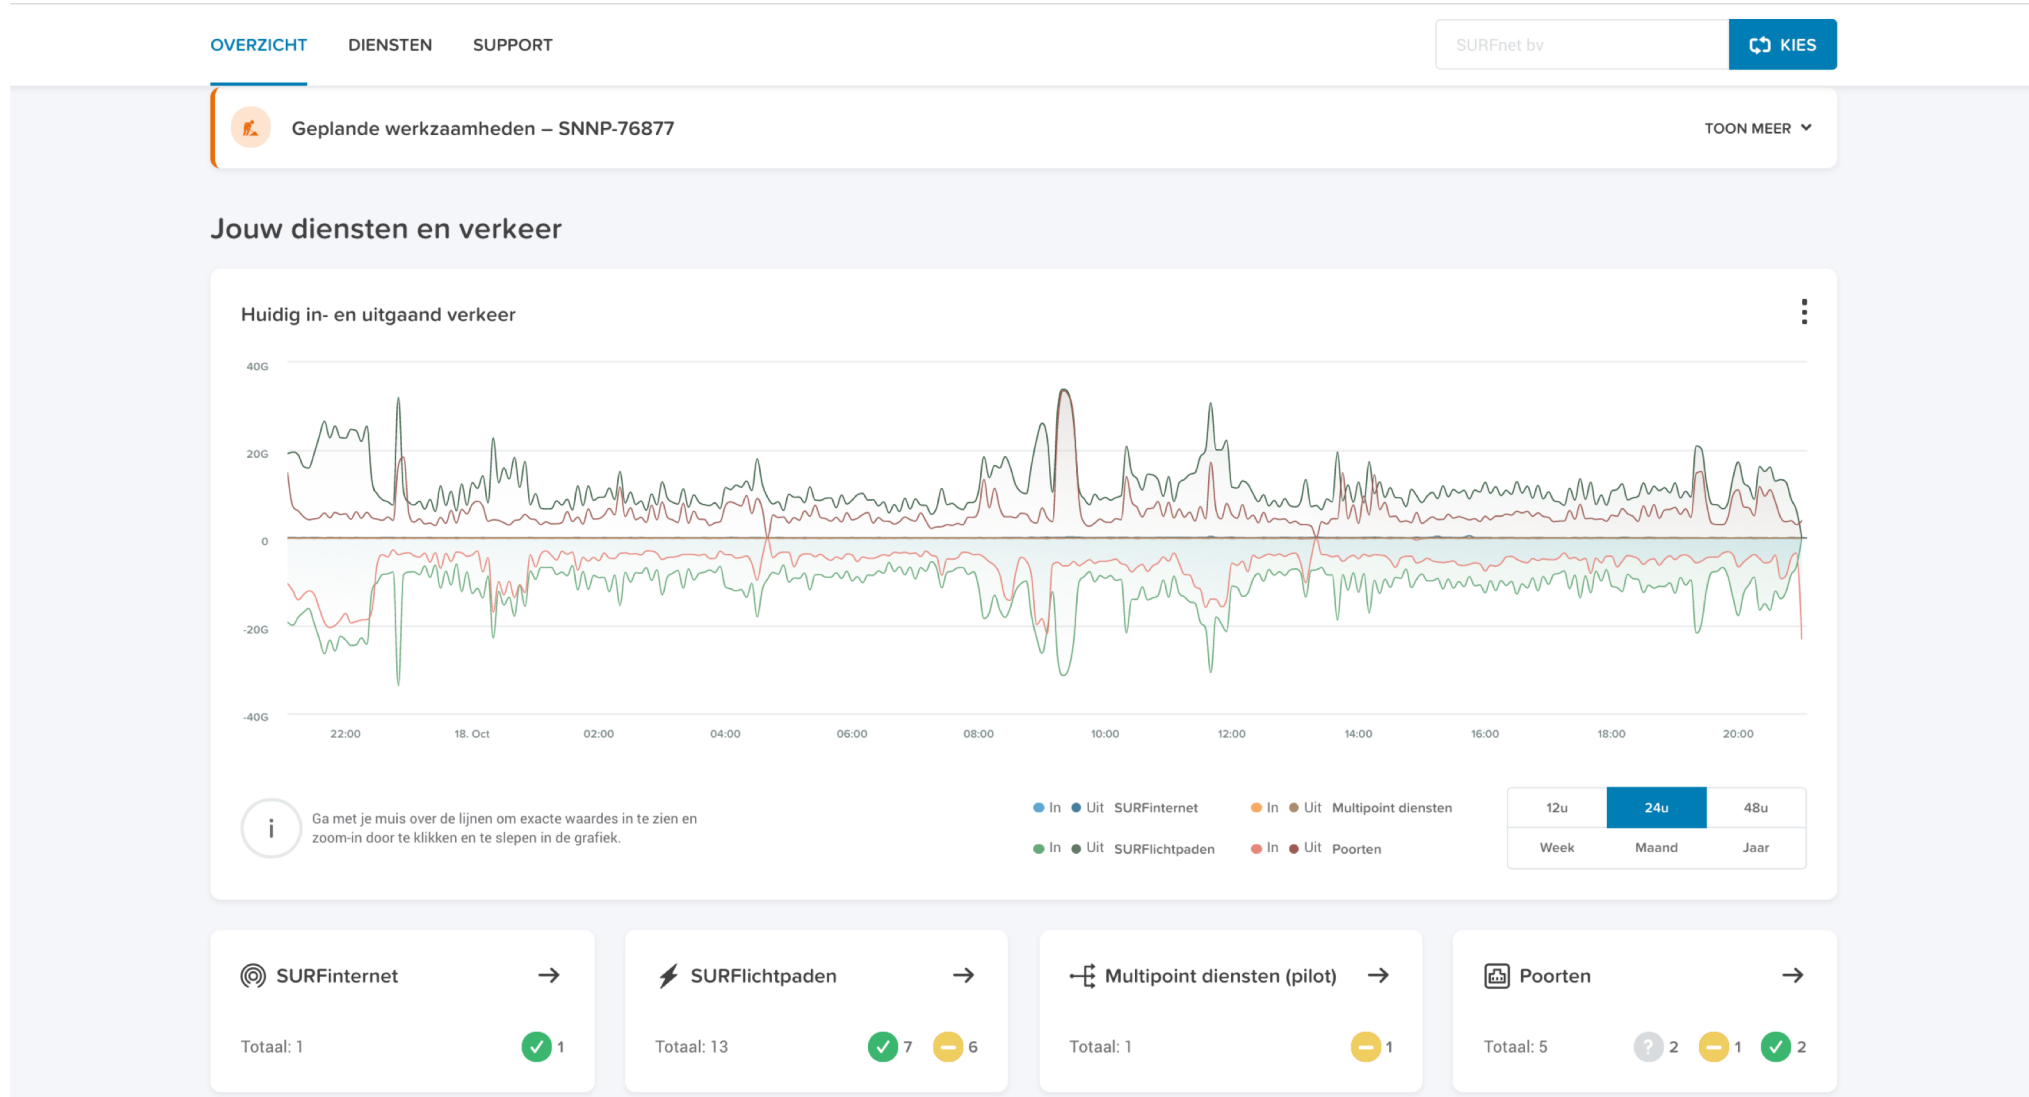 OVERZICHT DIENSTEN SUPPORT SURFnet bv KIES
Geplande werkzaamheden – SNNP-76877 TOON MEER
Jouw diensten en verkeer
Huidig in- en uitgaand verkeer
40G
20G
0
-20G
-40G
22:00 18. Oct 02:00 04:00 06:00 08:00 10:00 12:00 14:00 16:00 18:00 20:00
i
Ga met je muis over de lijnen om exacte waardes in te zien en
zoom-in door te klikken en te slepen in de grafiek.
In Uit SURFinternet In Uit Multipoint diensten
In Uit SURFlichtpaden In Uit Poorten
12u 24u 48u
Week Maand Jaar
SURFinternet
Totaal: 1 1
SURFlichtpaden
Totaal: 13 7 6
Multipoint diensten (pilot)
Totaal: 1 1
Poorten
Totaal: 5 ? 2 1 2